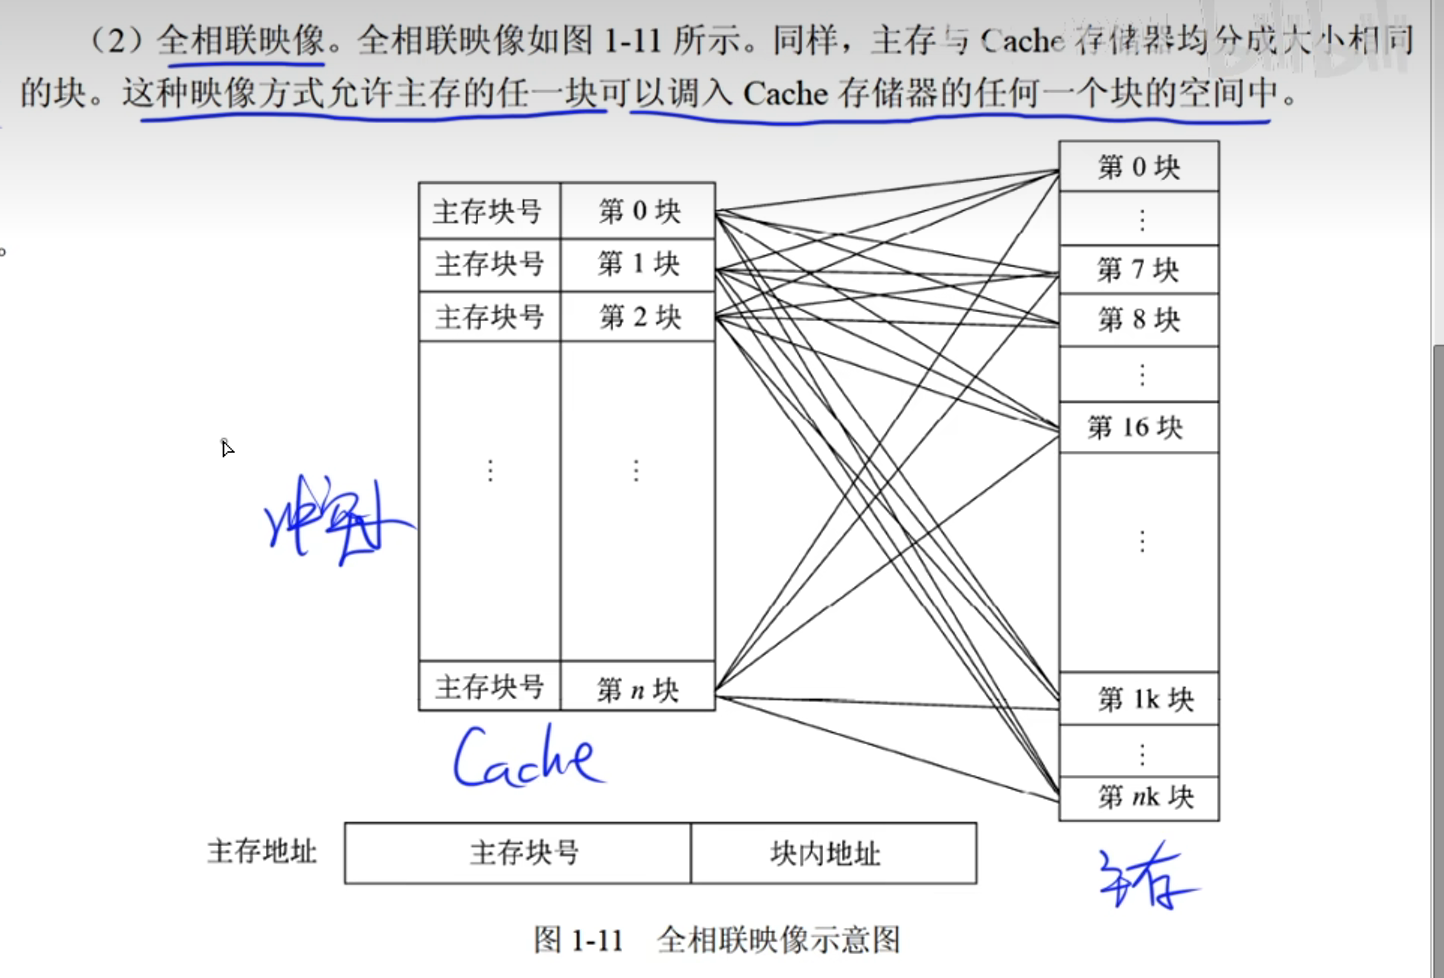 （2）全相联映像。全相联映像如图 1-11 所示。同样，主存与 Cache 存储器均分成大小相同
的块。这种映像方式允许主存的任一块可以调入 Cache 存储器的任何一个块的空间中。
第 0 块
⋮
第 7 块
第 8 块
⋮
第 16 块
⋮
第 1k 块
⋮
第 nk 块
主存
主存块号 第 0 块
主存块号 第 1 块
主存块号 第 2 块
⋮ ⋮
主存块号 第 n 块
冲突小
Cache
主存地址 主存块号 块内地址
图 1-11 全相联映像示意图
bilibili